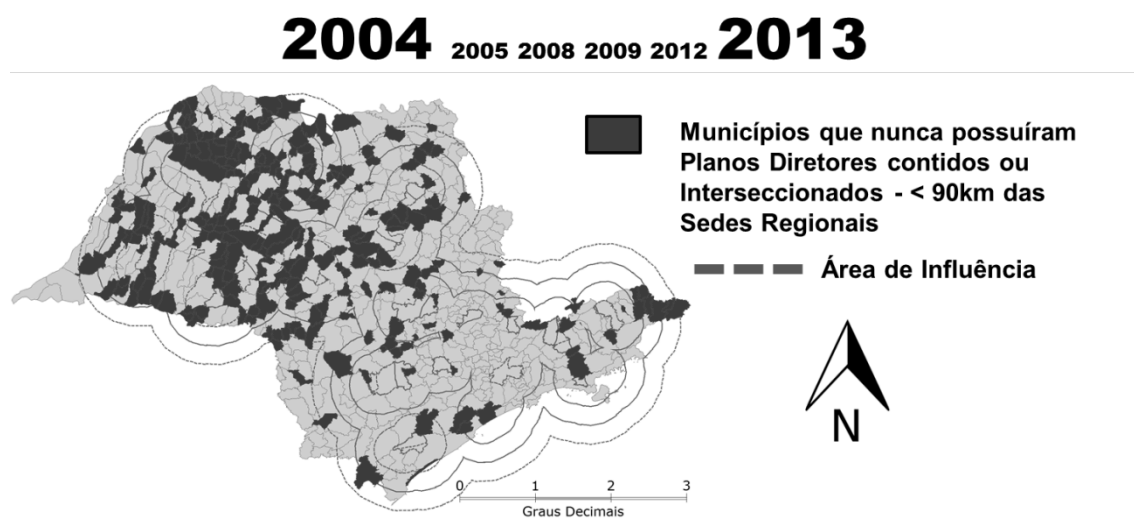 2004 2005 2008 2009 2012 2013
Municípios que nunca possuíram
Planos Diretores contidos ou
Interseccionados - < 90km das
Sedes Regionais
Área de Influência
N
0 1 2 3
Graus Decimais